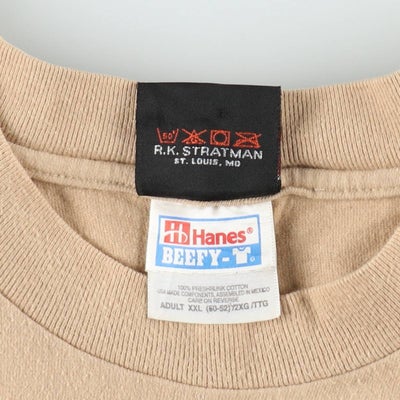 50°
R.K. STRATMAN
ST. LOUIS, MO
Hanes®
BEEFY-T®
100% PRESHRUNK COTTON
USA MADE COMPONENTS, ASSEMBLED IN MEXICO
CARE ON REVERSE
ADULT XXL (50-52)/2XG /TTG